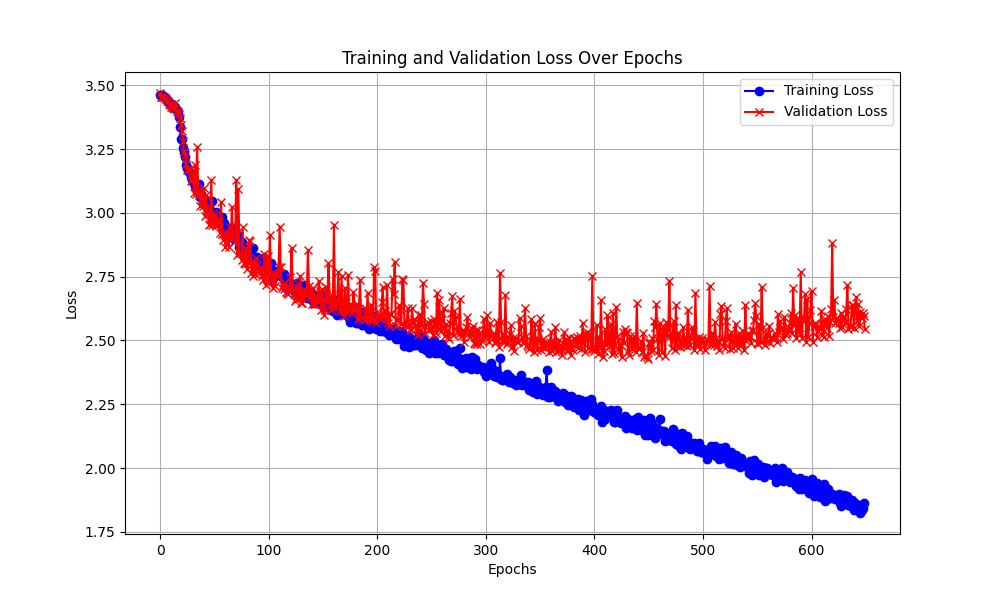 Training and Validation Loss Over Epochs
Training Loss
Validation Loss
3.50
3.25
3.00
2.75
2.50
2.25
2.00
1.75
Loss
0 100 200 300 400 500 600
Epochs